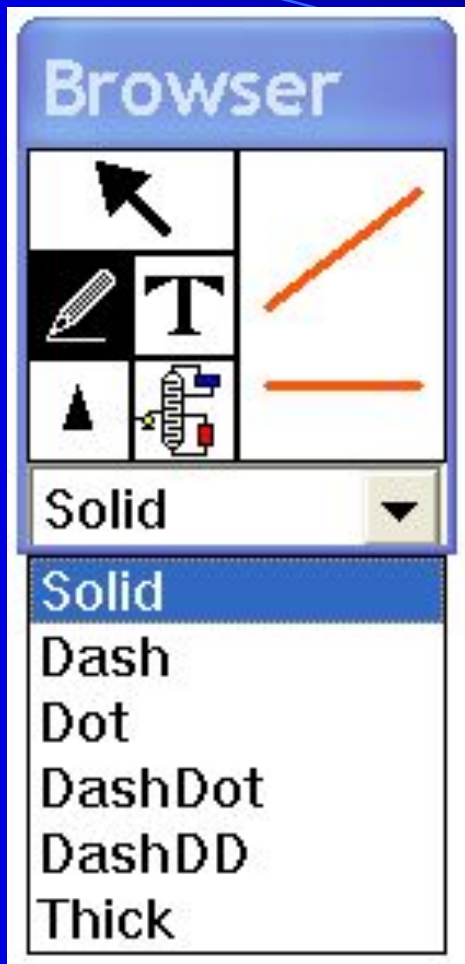 Browser
T
Solid
Solid
Dash
Dot
DashDot
DashDD
Thick